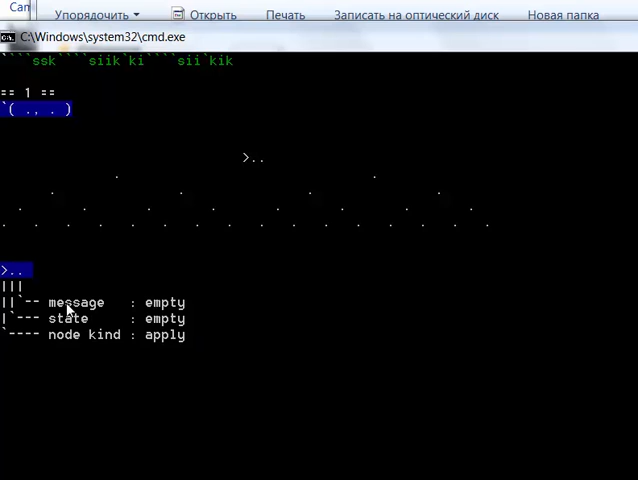 Can
Упорядочить Открыть Печать Записать на оптический диск Новая папка
C:\Windows\system32\cmd.exe
````ssk````siik`ki````sii`kik
== 1 ==
`( ., . )
>..
. .
. . . .
. . . . . . . .
. . . . . . . . . . . . . . . .
>..
|||
||`-- message : empty
|`--- state : empty
`---- node kind : apply